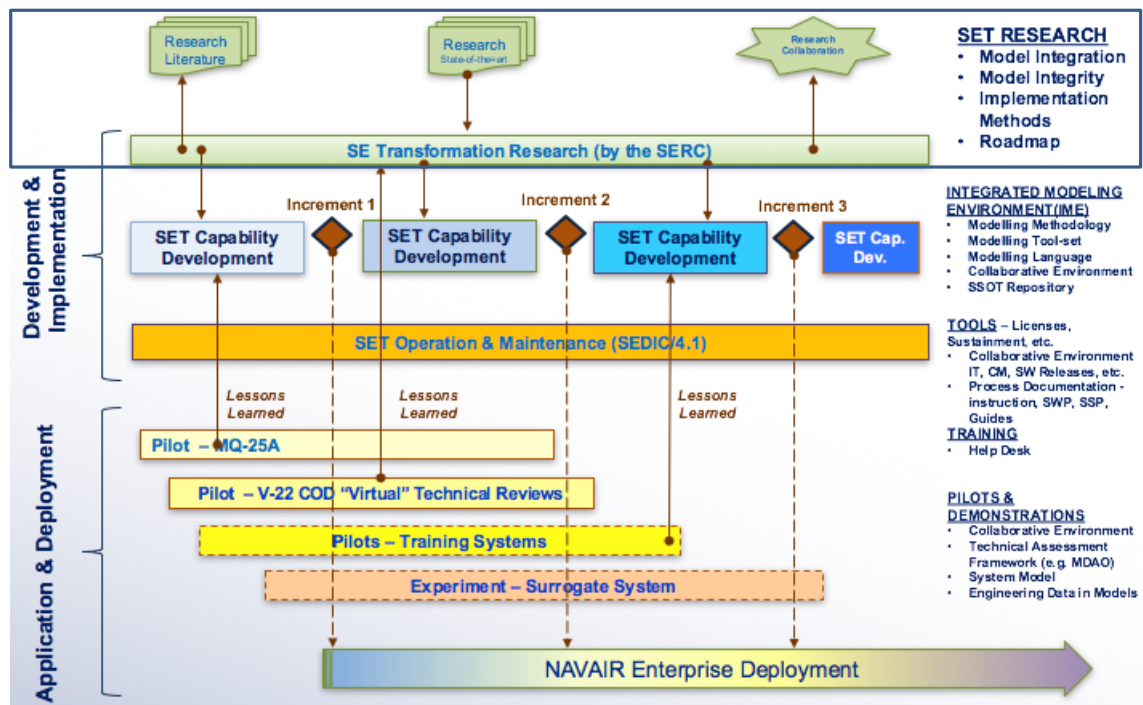 Research
Literature
Research
State-of-the=art
Research
Collaboration
SET RESEARCH
• Model Integration
• Model Integrity
• Implementation
Methods
• Roadmap
SE Transformation Research (by the SERC)
Development &
Implementation
Increment 1
Increment 2
Increment 3
SET Capability
Development
SET Capability
Development
SET Capability
Development
SET Cap.
Dev.
INTEGRATED MODELING
ENVIRONMENT(IME)
• Modelling Methodology
• Modelling Tool-set
• Modelling Language
• Collaborative Environment
• SSOT Repository
SET Operation & Maintenance (SEDIC/4.1)
TOOLS – Licenses,
Sustainment, etc.
• Collaborative Environment
IT, CM, SW Releases, etc.
• Process Documentation -
instruction, SWP, SSP,
Guides
TRAINING
• Help Desk
Lessons
Learned
Lessons
Learned
Lessons
Learned
Application & Deployment
Pilot – MQ-25A
Pilot – V-22 COD “Virtual” Technical Reviews
Pilots – Training Systems
Experiment – Surrogate System
PILOTS &
DEMONSTRATIONS
• Collaborative Environment
• Technical Assessment
Framework (e.g. MDAO)
• System Model
• Engineering Data in Models
NAVAIR Enterprise Deployment